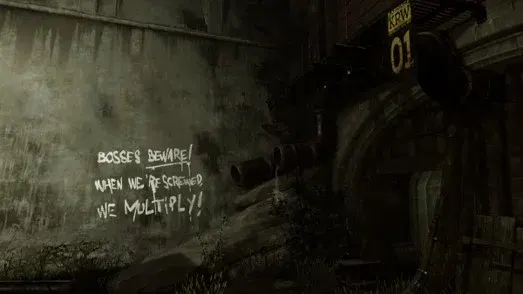 BOSSES BEWARE!
WHEN WE'RE SCREWED,
WE MULTIPLY!
KRW
01